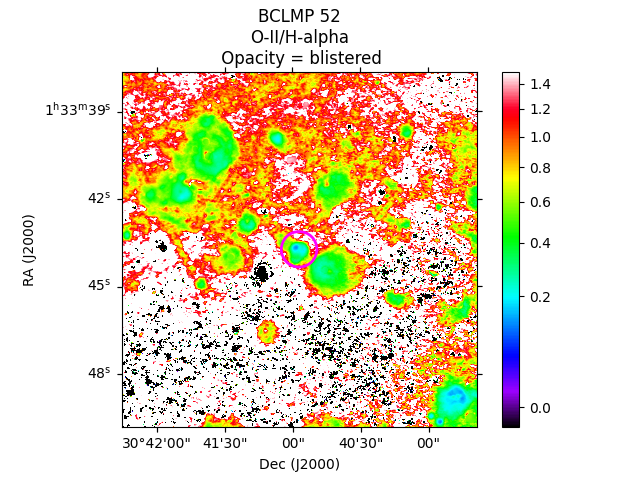 BCLMP 52
O-II/H-alpha
Opacity = blistered
1h33m39s
42s
45s
48s
30°42'00"
41'30"
00"
40'30"
00"
RA (J2000)
Dec (J2000)
1.4
1.2
1.0
0.8
0.6
0.4
0.2
0.0